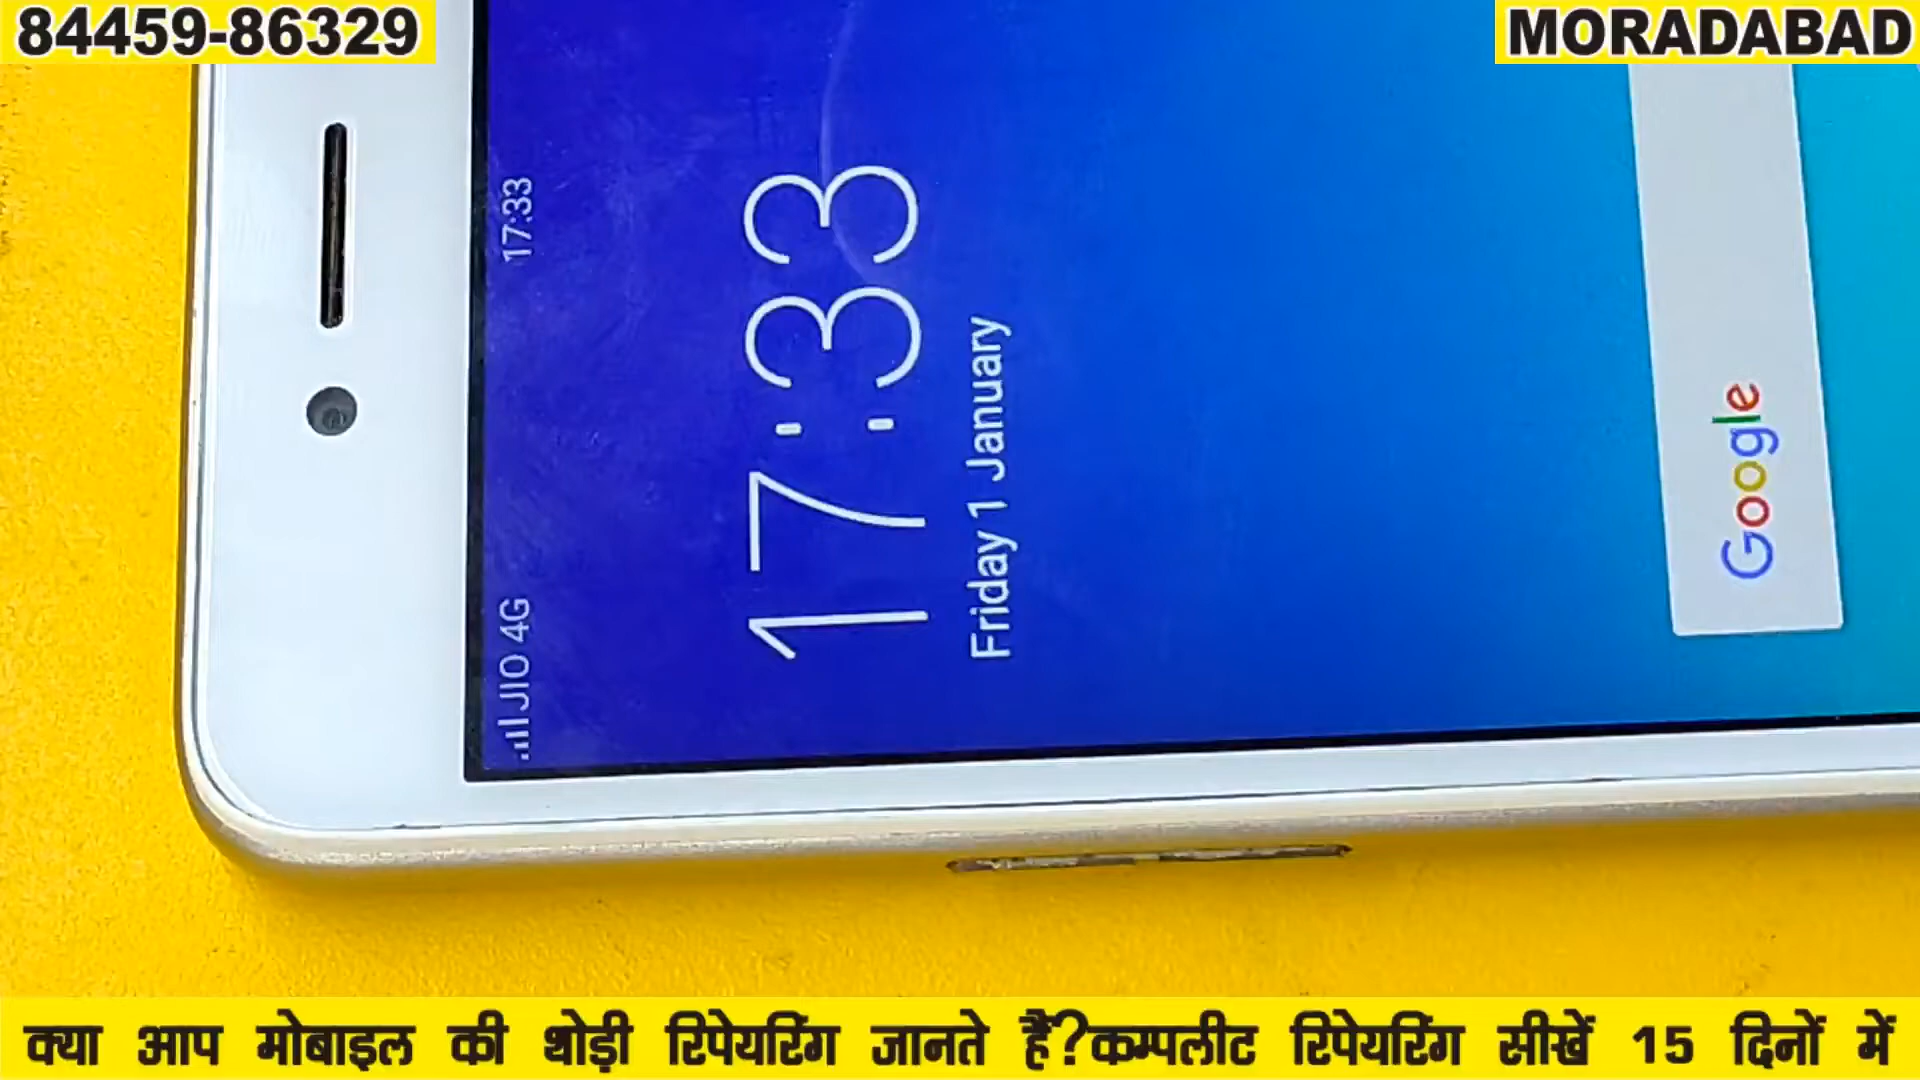 84459-86329
MORADABAD
JIO 4G
17:33
17:33
Friday 1 January
Google
क्या आप मोबाइल की थोड़ी रिपेयरिंग जानते हैं?कम्पलीट रिपेयरिंग सीखें 15 दिनों में